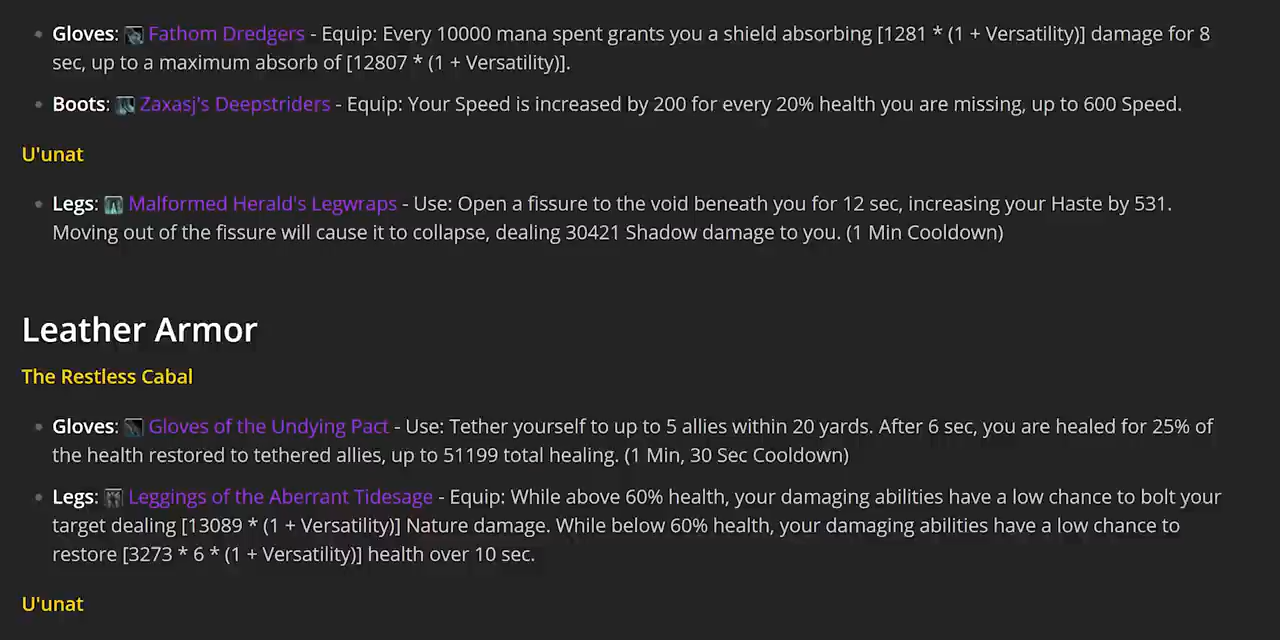 Gloves: Fathom Dredgers - Equip: Every 10000 mana spent grants you a shield absorbing [1281 * (1 + Versatility)] damage for 8
sec, up to a maximum absorb of [12807 * (1 + Versatility)].
Boots: Zaxasj's Deepstriders - Equip: Your Speed is increased by 200 for every 20% health you are missing, up to 600 Speed.
U'unat
Legs: Malformed Herald's Legwraps - Use: Open a fissure to the void beneath you for 12 sec, increasing your Haste by 531.
Moving out of the fissure will cause it to collapse, dealing 30421 Shadow damage to you. (1 Min Cooldown)
Leather Armor
The Restless Cabal
Gloves: Gloves of the Undying Pact - Use: Tether yourself to up to 5 allies within 20 yards. After 6 sec, you are healed for 25% of
the health restored to tethered allies, up to 51199 total healing. (1 Min, 30 Sec Cooldown)
Legs: Leggings of the Aberrant Tidesage - Equip: While above 60% health, your damaging abilities have a low chance to bolt your
target dealing [13089 * (1 + Versatility)] Nature damage. While below 60% health, your damaging abilities have a low chance to
restore [3273 * 6 * (1 + Versatility)] health over 10 sec.
U'unat